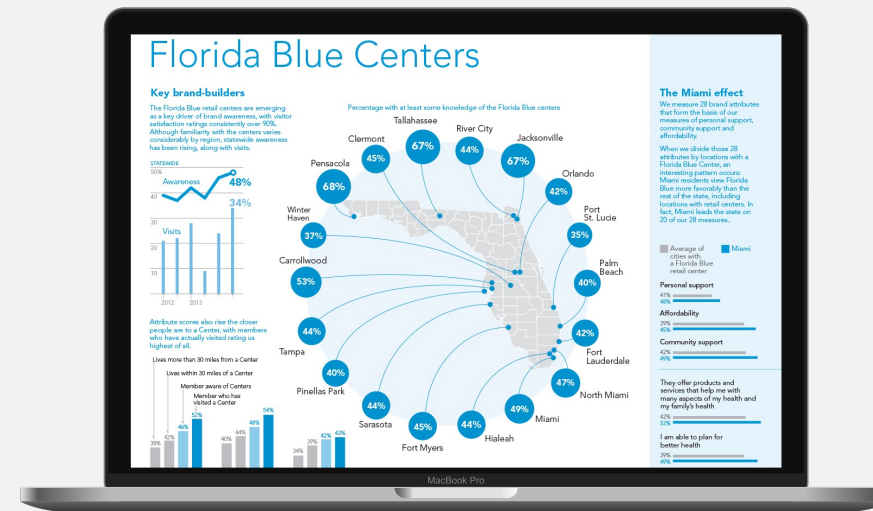 Florida Blue Centers
Key brand-builders
The Florida Blue retail centers are emerging
as a key driver of brand awareness, with visitor
satisfaction ratings consistently over 90%.
Although familiarity with the centers varies
considerably by region, statewide awareness
has been rising, along with visits.
STATEWIDE
50%
Awareness
48%
40
34%
30
Visits
20
10
2012 2013
Attribute scores also rise the closer
people are to a Center, with members
who have actually visited rating us
highest of all.
Lives more than 30 miles from a Center
Lives within 30 miles of a Center
Member aware of Centers
Member who has
visited a Center
39% 42% 46% 52%
40% 44% 48% 54%
34% 39% 42% 43%
Percentage with at least some knowledge of the Florida Blue centers
Tallahassee
67%
River City
44%
Jacksonville
67%
Orlando
42%
Port
St. Lucie
35%
Palm
Beach
40%
42%
Fort
Lauderdale
47%
North Miami
49%
Miami
44%
Hialeah
45%
Fort Myers
44%
Sarasota
40%
Pinellas Park
44%
Tampa
Carrollwood
53%
Winter
Haven
37%
Pensacola
68%
Clermont
45%
The Miami effect
We measure 28 brand attributes
that form the basis of our
measures of personal support,
community support and
affordability.
When we divide those 28
attributes by locations with a
Florida Blue Center, an
interesting pattern occurs:
Miami residents view Florida
Blue more favorably than the
rest of the state, including
locations with retail centers. In
fact, Miami leads the state on
20 of our 28 measures..
Average of
cities with
a Florida Blue
retail center
Miami
Personal support
41%
48%
Affordability
39%
45%
Community support
42%
49%
They offer products and
services that help me with
many aspects of my health and
my family's health
42%
52%
I am able to plan for
better health
39%
49%
MacBook Pro